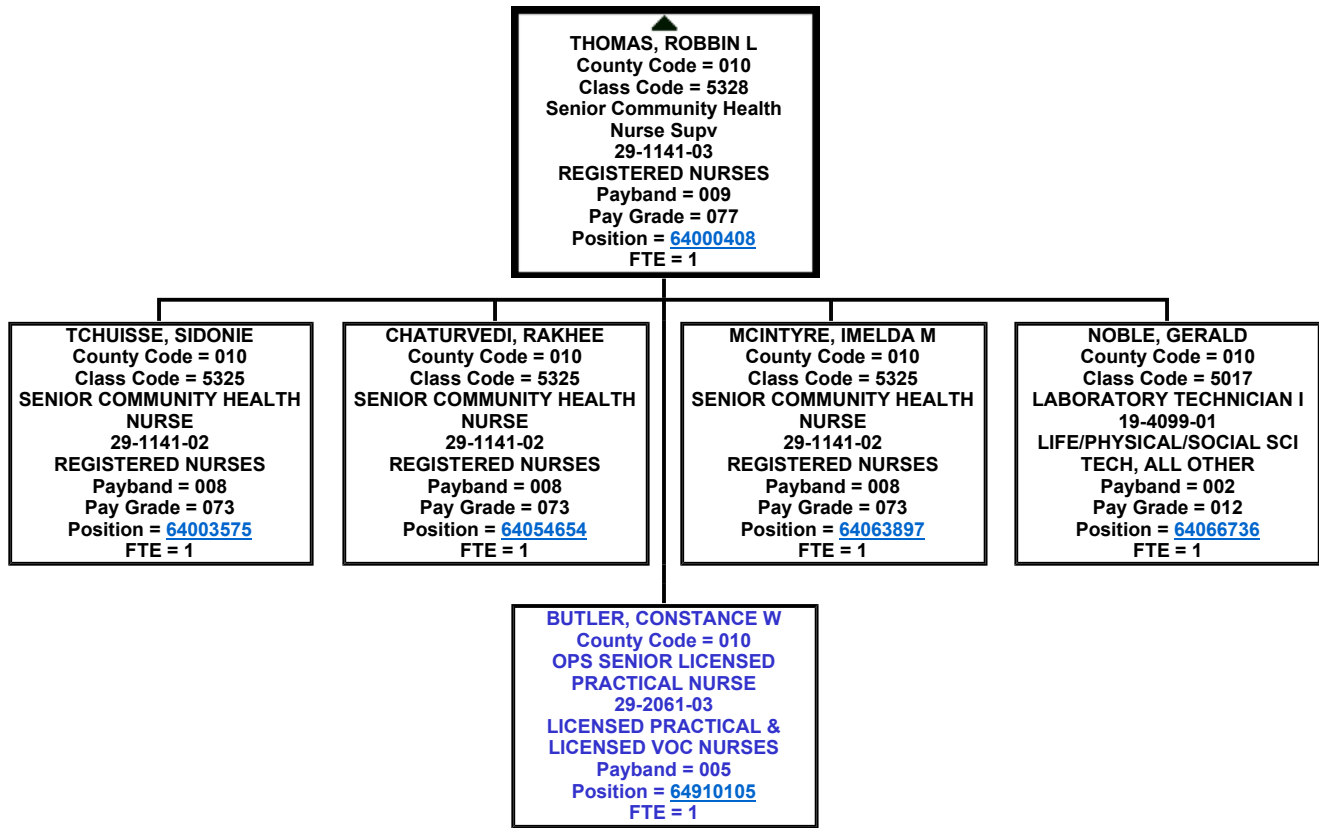 THOMAS, ROBBIN L
County Code = 010
Class Code = 5328
Senior Community Health
Nurse Supv
29-1141-03
REGISTERED NURSES
Payband = 009
Pay Grade = 077
Position = 64000408
FTE = 1
TCHUISSE, SIDONIE
County Code = 010
Class Code = 5325
SENIOR COMMUNITY HEALTH
NURSE
29-1141-02
REGISTERED NURSES
Payband = 008
Pay Grade = 073
Position = 64003575
FTE = 1
CHATURVEDI, RAKHEE
County Code = 010
Class Code = 5325
SENIOR COMMUNITY HEALTH
NURSE
29-1141-02
REGISTERED NURSES
Payband = 008
Pay Grade = 073
Position = 64054654
FTE = 1
MCINTYRE, IMELDA M
County Code = 010
Class Code = 5325
SENIOR COMMUNITY HEALTH
NURSE
29-1141-02
REGISTERED NURSES
Payband = 008
Pay Grade = 073
Position = 64063897
FTE = 1
NOBLE, GERALD
County Code = 010
Class Code = 5017
LABORATORY TECHNICIAN I
19-4099-01
LIFE/PHYSICAL/SOCIAL SCI
TECH, ALL OTHER
Payband = 002
Pay Grade = 012
Position = 64066736
FTE = 1
BUTLER, CONSTANCE W
County Code = 010
OPS SENIOR LICENSED
PRACTICAL NURSE
29-2061-03
LICENSED PRACTICAL &
LICENSED VOC NURSES
Payband = 005
Position = 64910105
FTE = 1